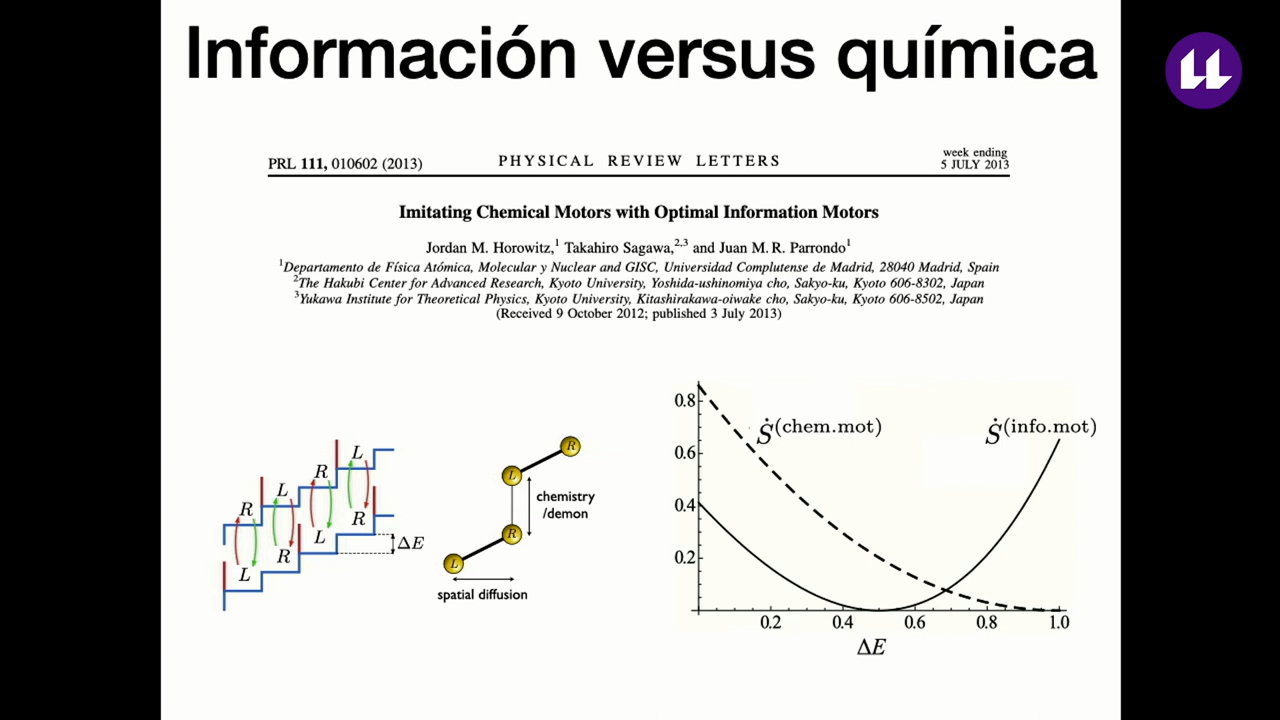 Información versus química
PRL 111, 010602 (2013)
PHYSICAL REVIEW LETTERS
week ending
5 JULY 2013
Imitating Chemical Motors with Optimal Information Motors
Jordan M. Horowitz,1 Takahiro Sagawa,2,3 and Juan M. R. Parrondo1
1Departamento de Física Atómica, Molecular y Nuclear and GISC, Universidad Complutense de Madrid, 28040 Madrid, Spain
2The Hakubi Center for Advanced Research, Kyoto University, Yoshida-ushinomiya cho, Sakyo-ku, Kyoto 606-8302, Japan
3Yukawa Institute for Theoretical Physics, Kyoto University, Kitashirakawa-oiwake cho, Sakyo-ku, Kyoto 606-8502, Japan
(Received 9 October 2012; published 3 July 2013)
R
L
L
R
R
L
L
R
ΔE
R
L
chemistry
/demon
R
L
spatial diffusion
0.8
0.6
0.4
0.2
Ṡ(chem.mot)
Ṡ(info.mot)
0.2 0.4 0.6 0.8 1.0
ΔE